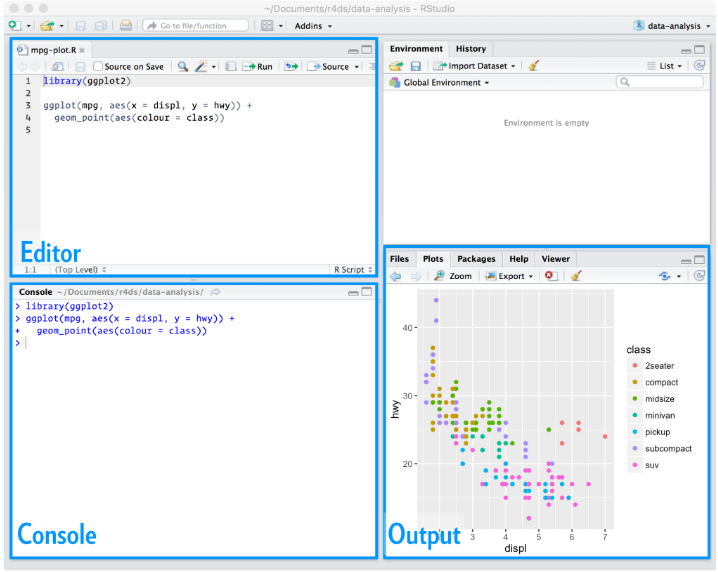 ~/Documents/r4ds/data-analysis - RStudio
Go to file/function
Addins
data-analysis
mpg-plot.R
Source on Save
Run
Source
1 library(ggplot2)
2
3 ggplot(mpg, aes(x = displ, y = hwy)) +
4   geom_point(aes(colour = class))
5
Editor
1:1 (Top Level) R Script
Console ~/Documents/r4ds/data-analysis/
> library(ggplot2)
> ggplot(mpg, aes(x = displ, y = hwy)) +
+   geom_point(aes(colour = class))
>
Console
Environment History
Import Dataset
List
Global Environment
Environment is empty
Files Plots Packages Help Viewer
Zoom Export
hwy
40
30
20
3 4 5 6 7
displ
class
2seater
compact
midsize
minivan
pickup
subcompact
suv
Output